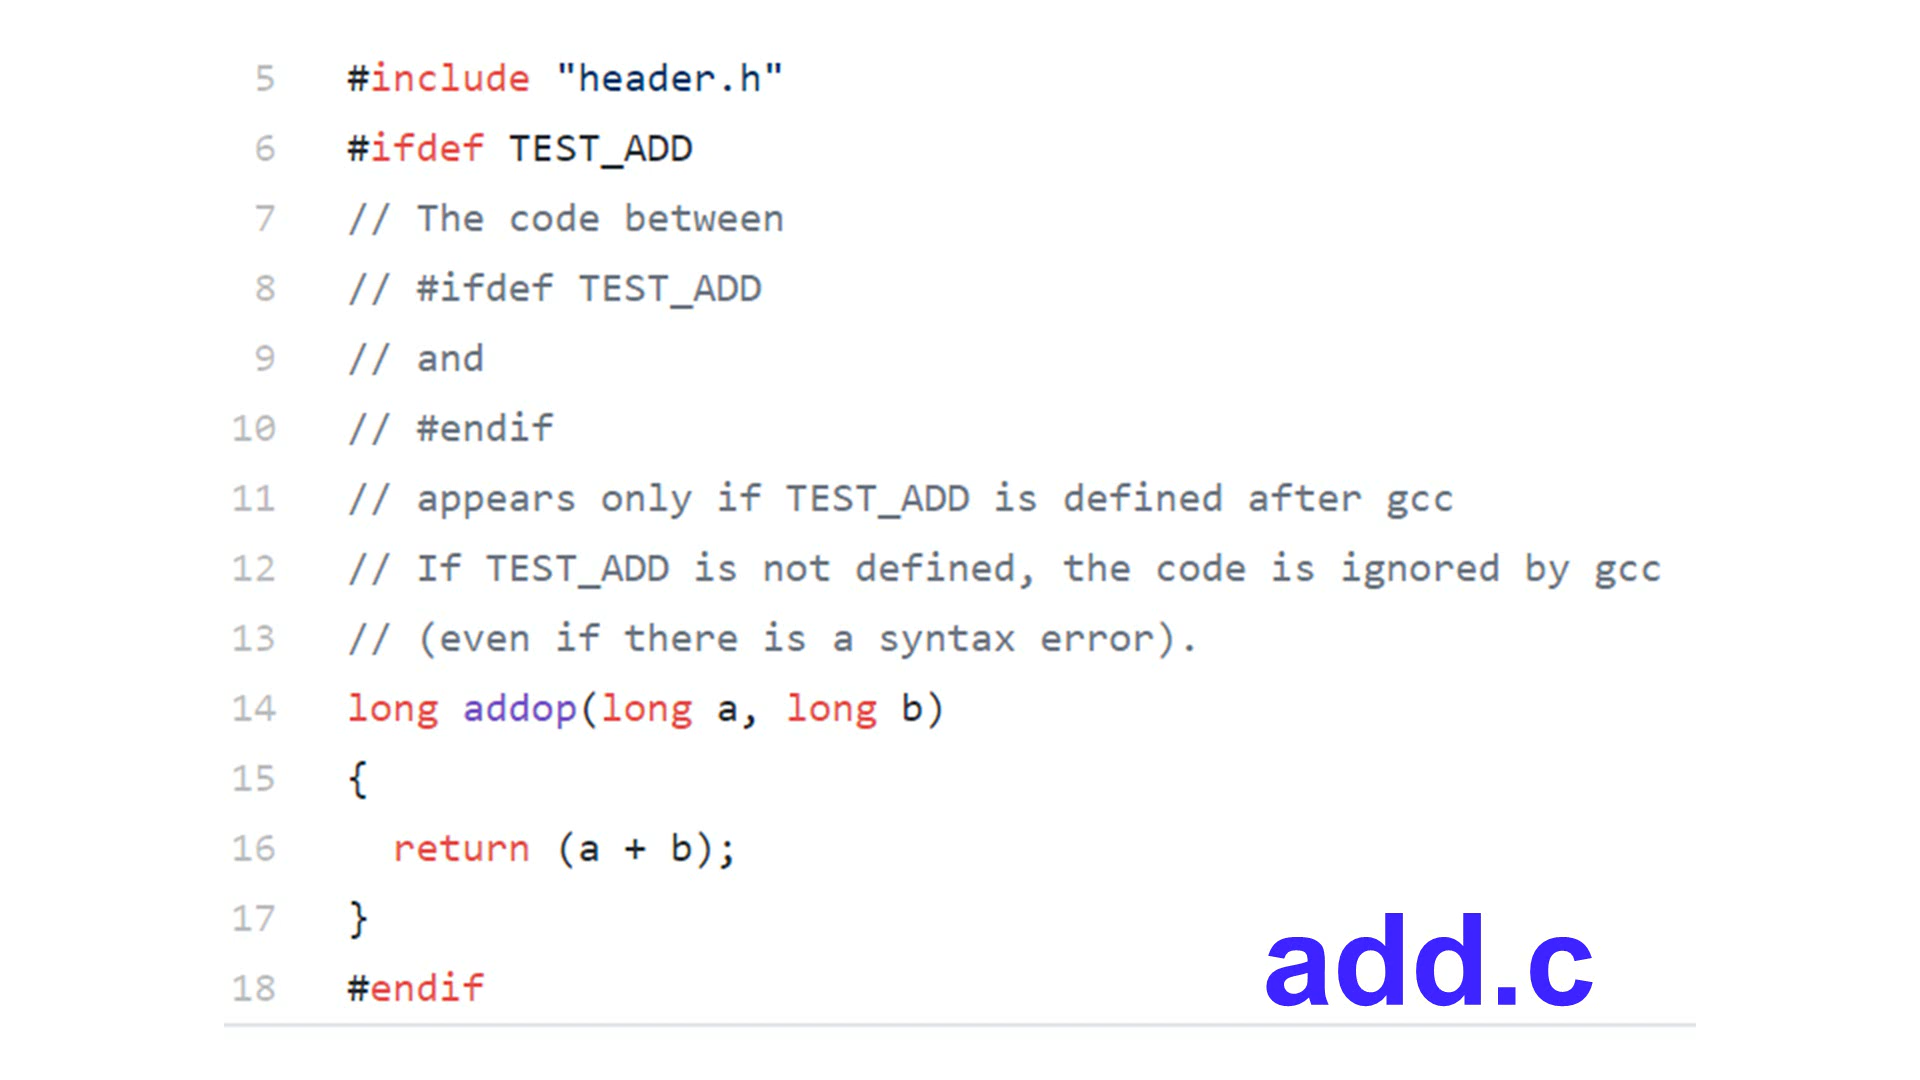 5 #include "header.h"
6 #ifdef TEST_ADD
7 // The code between
8 // #ifdef TEST_ADD
9 // and
10 // #endif
11 // appears only if TEST_ADD is defined after gcc
12 // If TEST_ADD is not defined, the code is ignored by gcc
13 // (even if there is a syntax error).
14 long addop(long a, long b)
15 {
16   return (a + b);
17 }
18 #endif
add.c